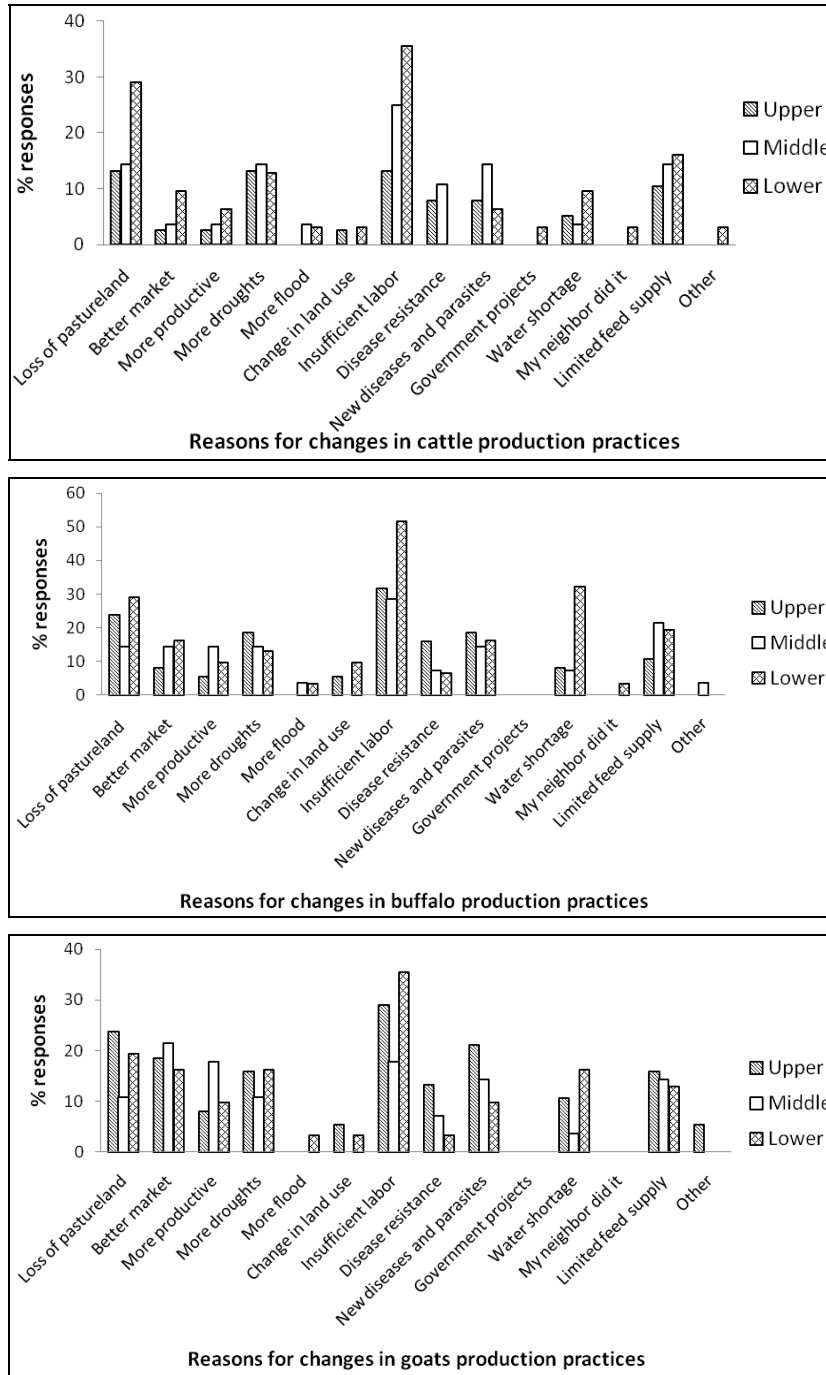 40
30
20
10
0
% responses
Upper
Middle
Lower
Loss of pastureland
Better market
More productive
More droughts
More flood
Change in land use
Insufficient labor
Disease resistance
New diseases and parasites
Government projects
Water shortage
My neighbor did it
Limited feed supply
Other
Reasons for changes in cattle production practices
60
50
40
30
20
10
0
% responses
Upper
Middle
Lower
Loss of pastureland
Better market
More productive
More droughts
More flood
Change in land use
Insufficient labor
Disease resistance
New diseases and parasites
Government projects
Water shortage
My neighbor did it
Limited feed supply
Other
Reasons for changes in buffalo production practices
40
30
20
10
0
% responses
Upper
Middle
Lower
Loss of pastureland
Better market
More productive
More droughts
More flood
Change in land use
Insufficient labor
Disease resistance
New diseases and parasites
Government projects
Water shortage
My neighbor did it
Limited feed supply
Other
Reasons for changes in goats production practices